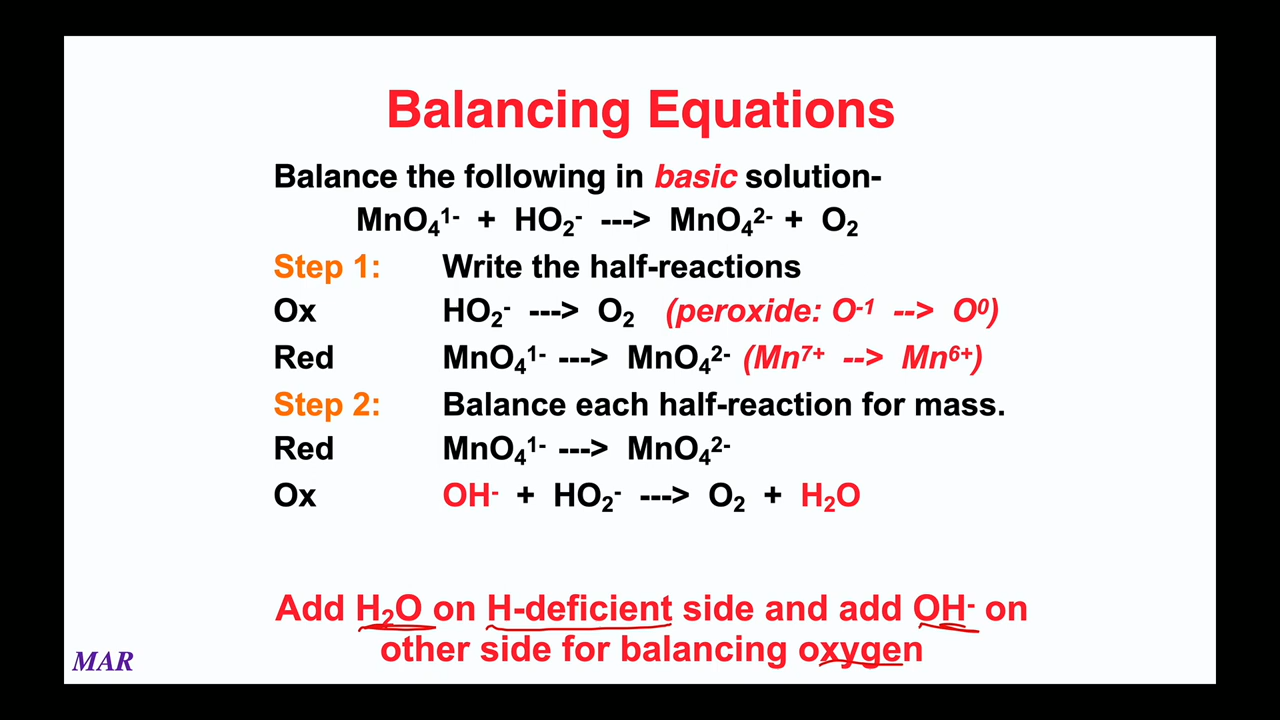 Balancing Equations
Balance the following in basic solution-
MnO₄¹⁻ + HO₂⁻ ---> MnO₄²⁻ + O₂
Step 1: Write the half-reactions
Ox HO₂⁻ ---> O₂ (peroxide: O⁻¹ --> O⁰)
Red MnO₄¹⁻ ---> MnO₄²⁻ (Mn⁷⁺ --> Mn⁶⁺)
Step 2: Balance each half-reaction for mass.
Red MnO₄¹⁻ ---> MnO₄²⁻
Ox OH⁻ + HO₂⁻ ---> O₂ + H₂O
Add H₂O on H-deficient side and add OH⁻ on
other side for balancing oxygen
MAR